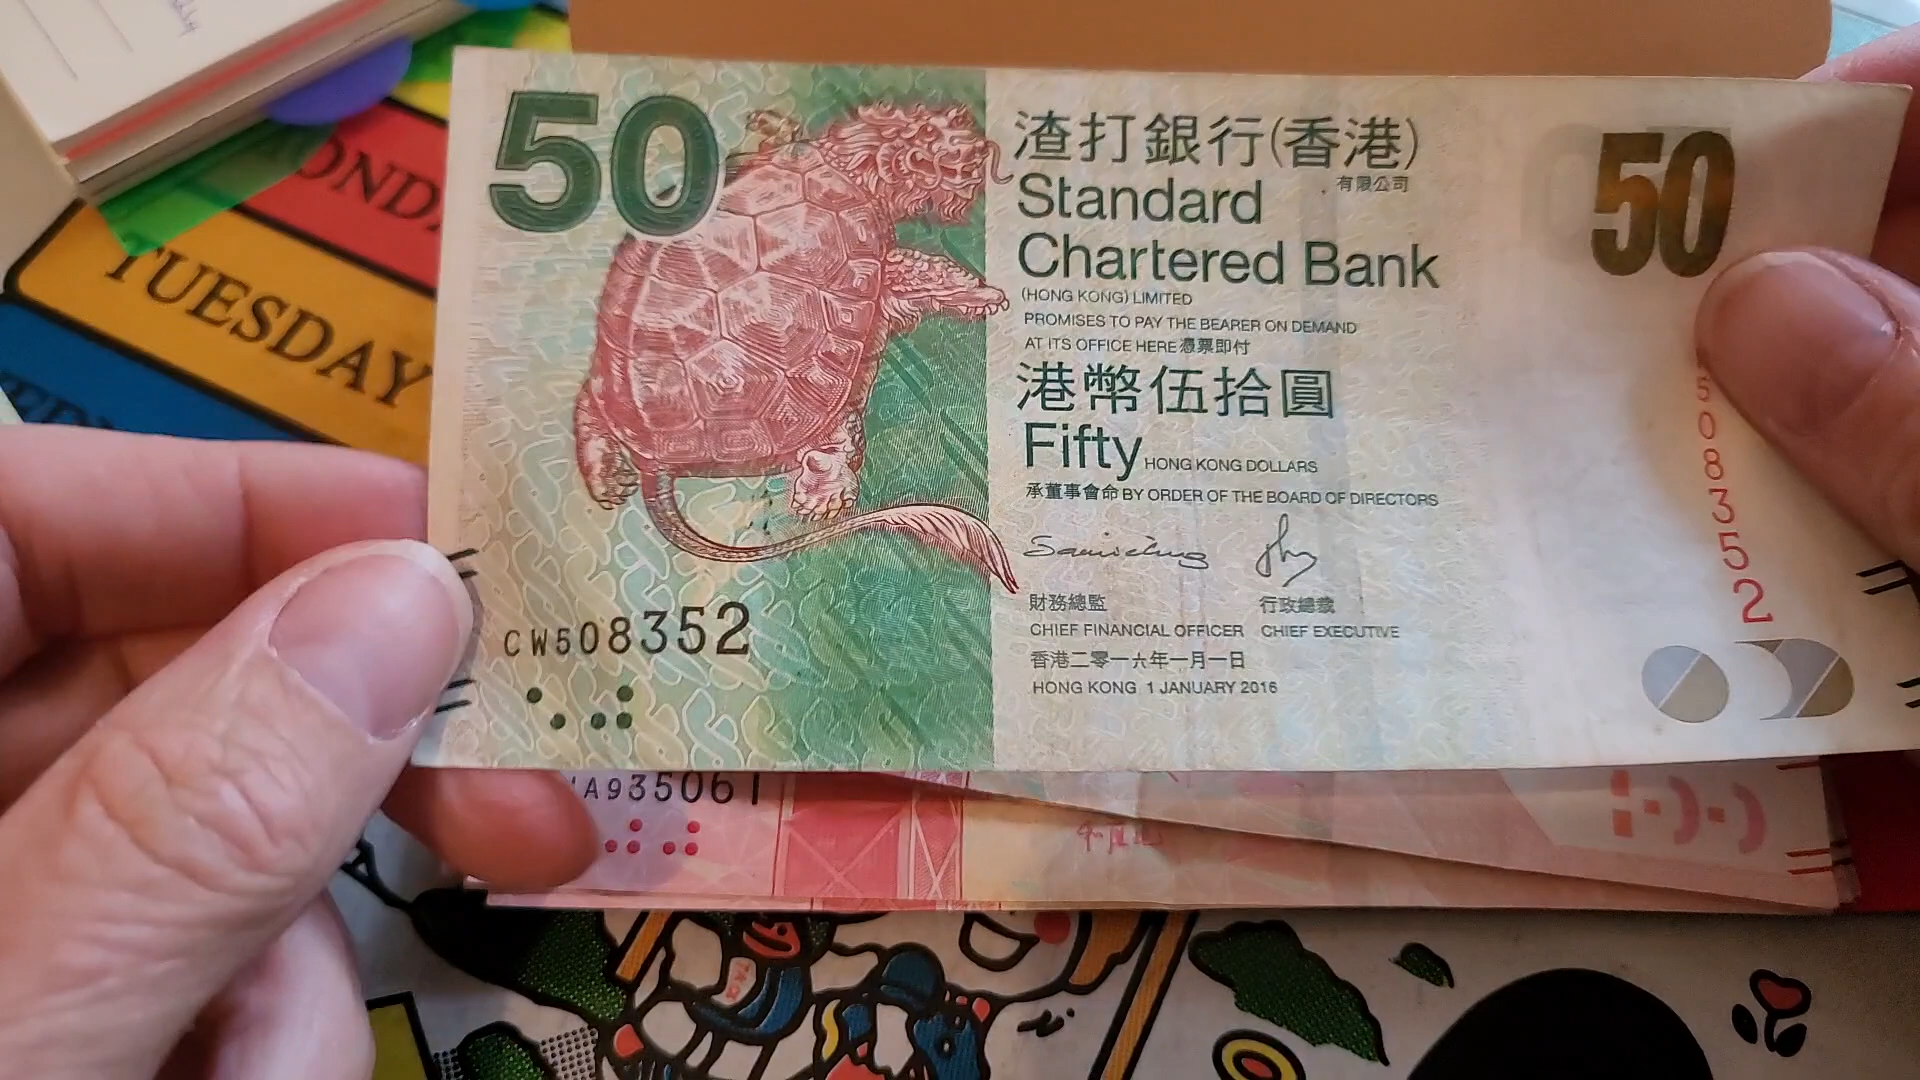 50
渣打銀行(香港)
有限公司
Standard
Chartered Bank
(HONG KONG) LIMITED
PROMISES TO PAY THE BEARER ON DEMAND
AT ITS OFFICE HERE憑票即付
港幣伍拾圓
Fifty HONG KONG DOLLARS
承董事會命 BY ORDER OF THE BOARD OF DIRECTORS
財務總監 行政總裁
CHIEF FINANCIAL OFFICER CHIEF EXECUTIVE
香港二零一六年一月一日
HONG KONG 1 JANUARY 2016
CW508352
50
508352
A935061
TUESDAY